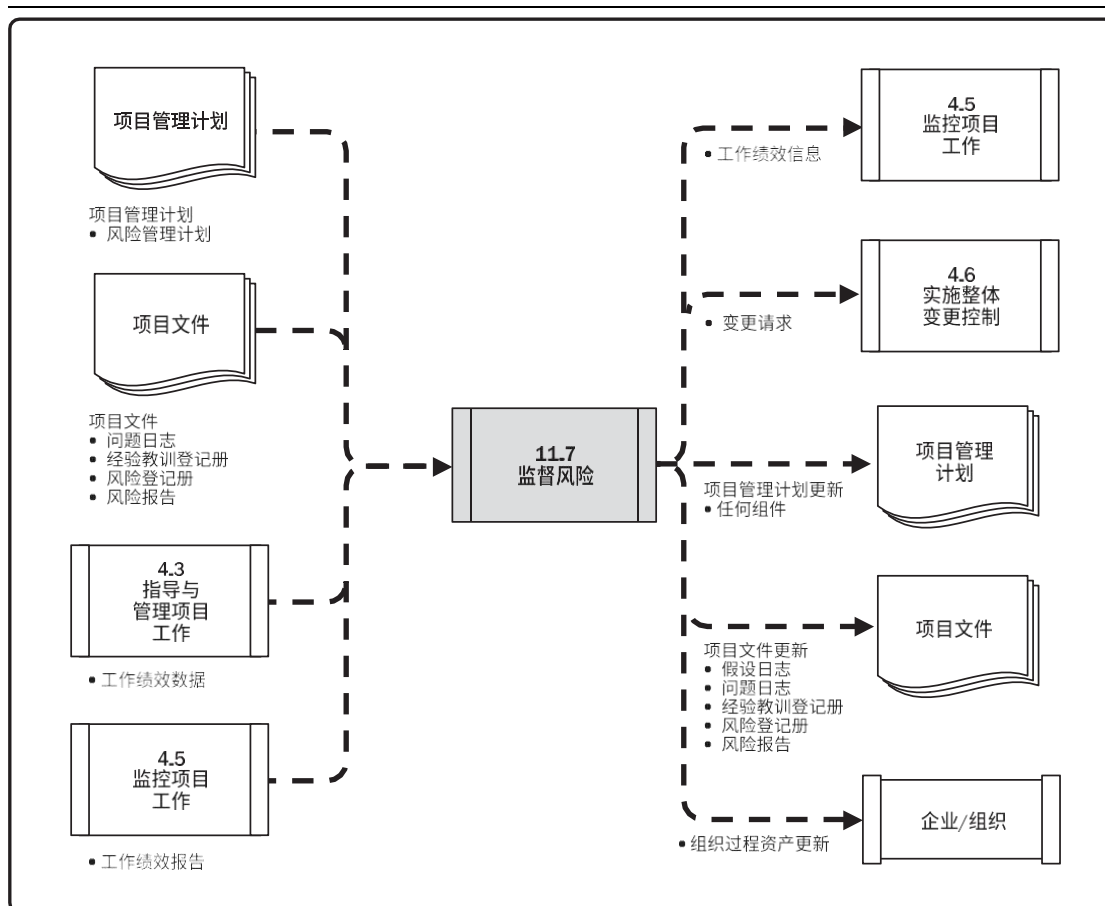 项目管理计划
项目管理计划
• 风险管理计划
项目文件
项目文件
• 问题日志
• 经验教训登记册
• 风险登记册
• 风险报告
4.3
指导与
管理项目
工作
• 工作绩效数据
4.5
监控项目
工作
• 工作绩效报告
11.7
监督风险
4.5
监控项目
工作
• 工作绩效信息
4.6
实施整体
变更控制
• 变更请求
项目管理
计划
项目管理计划更新
• 任何组件
项目文件
项目文件更新
• 假设日志
• 问题日志
• 经验教训登记册
• 风险登记册
• 风险报告
企业/组织
• 组织过程资产更新